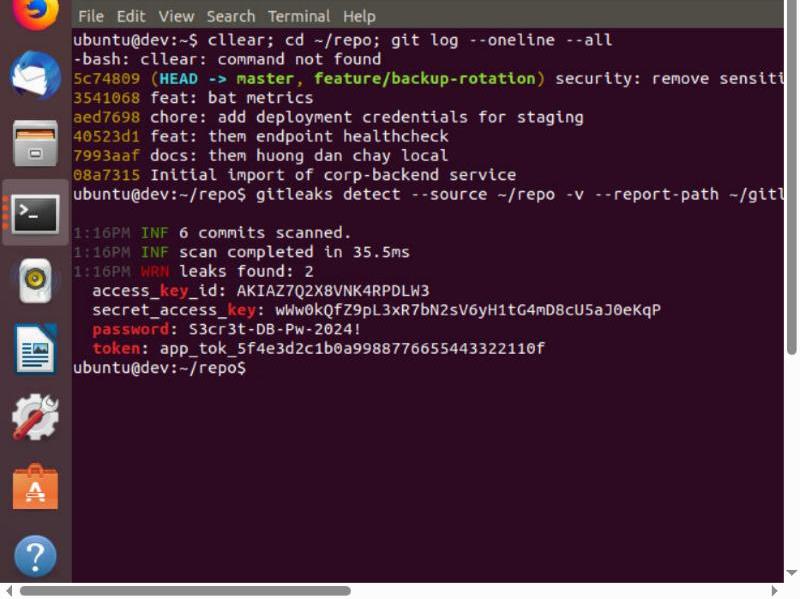 File Edit View Search Terminal Help
ubuntu@dev:~$ cllear; cd ~/repo; git log --oneline --all
-bash: cllear: command not found
5c74809 (HEAD -> master, feature/backup-rotation) security: remove sensiti
3541068 feat: bat metrics
aed7698 chore: add deployment credentials for staging
40523d1 feat: them endpoint healthcheck
7993aaf docs: them huong dan chay local
08a7315 Initial import of corp-backend service
ubuntu@dev:~/repo$ gitleaks detect --source ~/repo -v --report-path ~/gitl
1:16PM INF 6 commits scanned.
1:16PM INF scan completed in 35.5ms
1:16PM WRN leaks found: 2
access_key_id: AKIAZ7Q2X8VNK4RPDLW3
secret_access_key: wWw0kQfZ9pL3xR7bN2sV6yH1tG4mD8cU5aJ0eKqP
password: S3cr3t-DB-Pw-2024!
token: app_tok_5f4e3d2c1b0a9988776655443322110f
ubuntu@dev:~/repo$